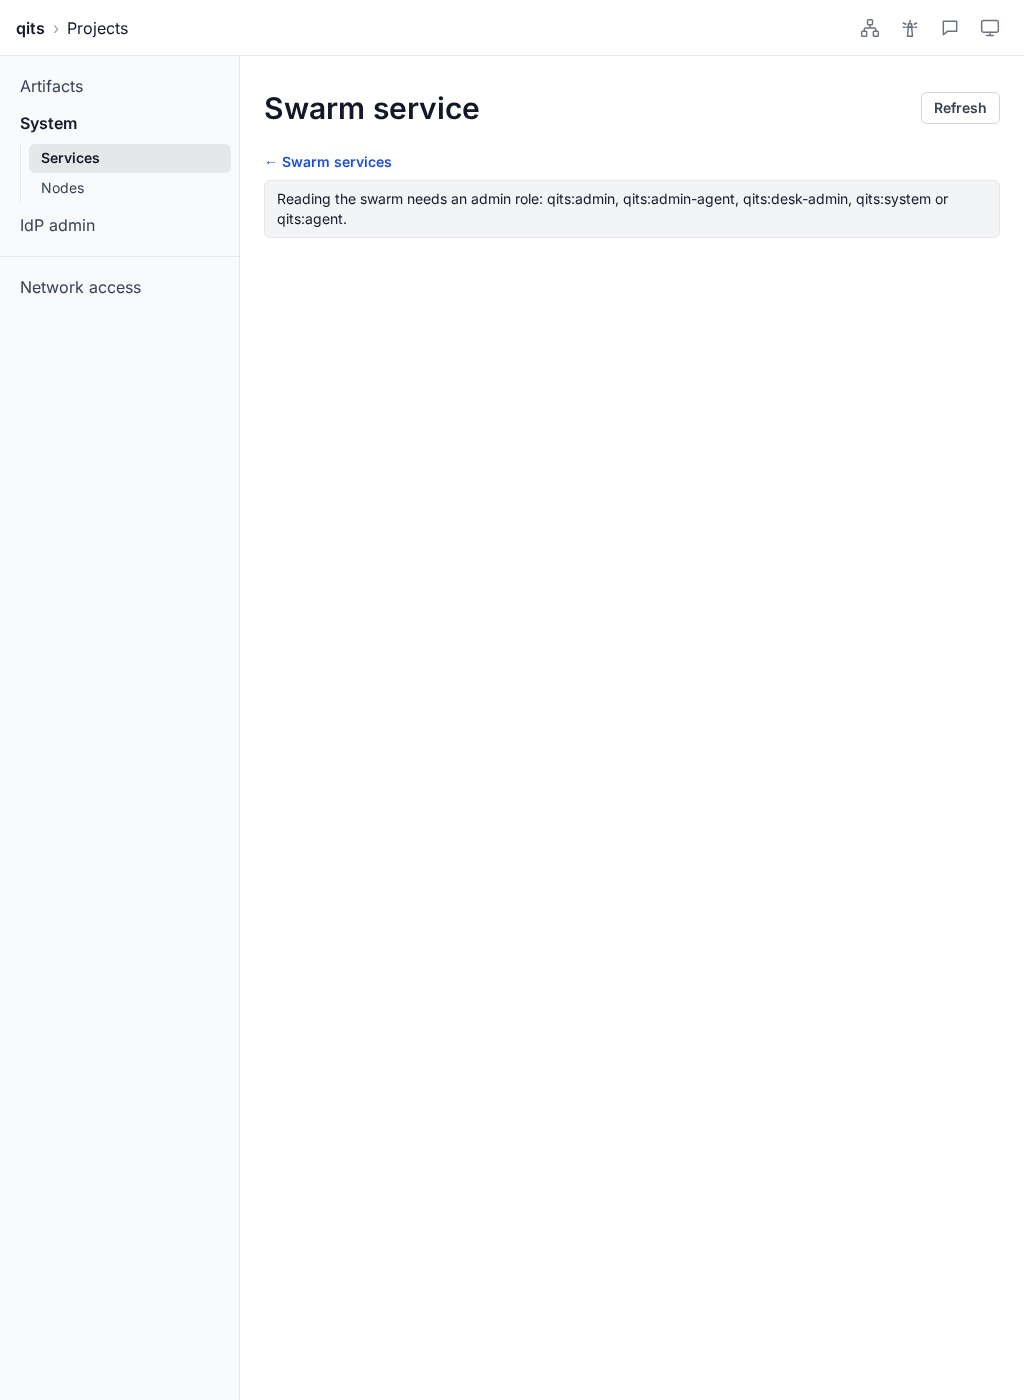 qits › Projects
Artifacts
System
Services
Nodes
IdP admin
Network access
Swarm service
Refresh
← Swarm services
Reading the swarm needs an admin role: qits:admin, qits:admin-agent, qits:desk-admin, qits:system or
qits:agent.